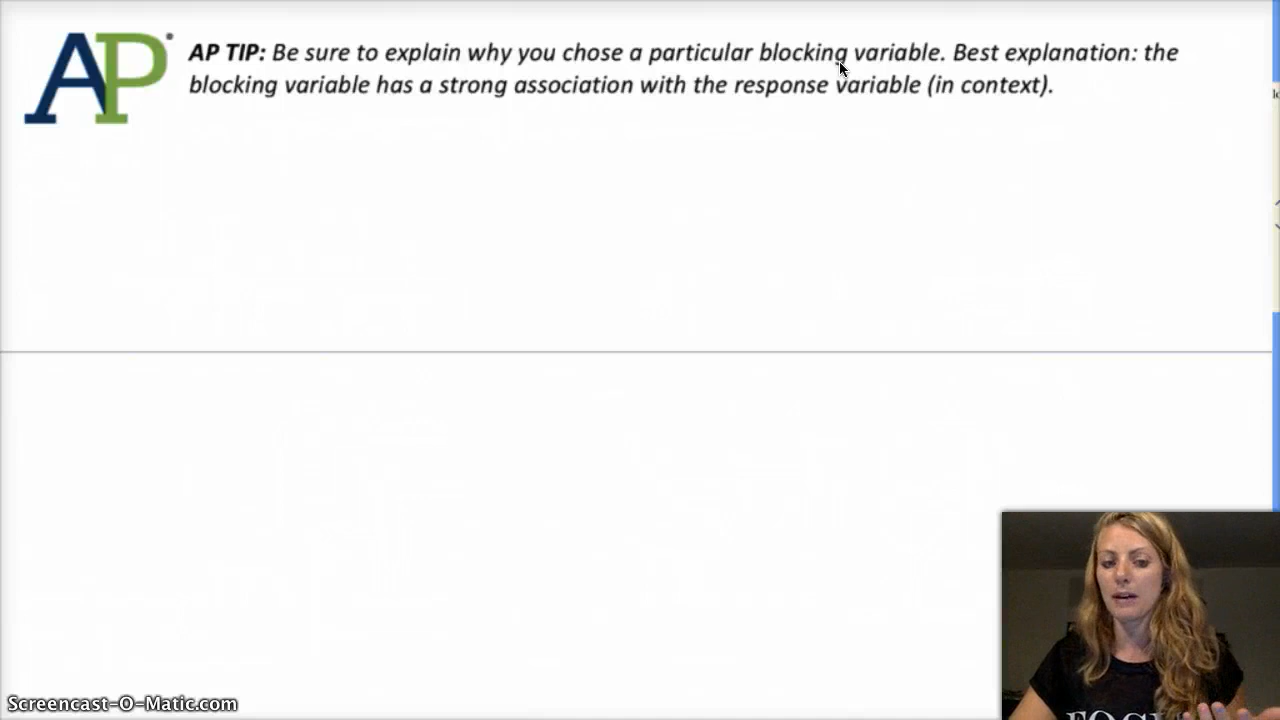 AP
AP TIP: Be sure to explain why you chose a particular blocking variable. Best explanation: the
blocking variable has a strong association with the response variable (in context).
Screencast-O-Matic.com